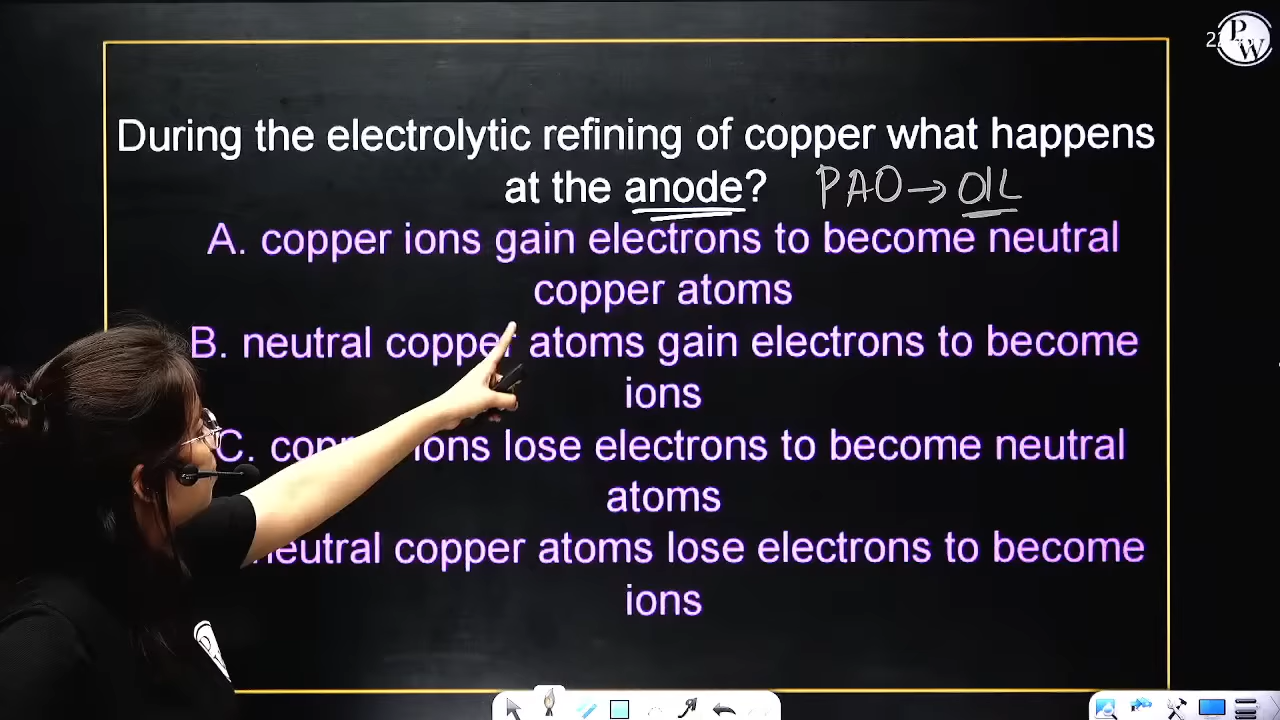 PW
During the electrolytic refining of copper what happens
at the anode? PAO → OIL
A. copper ions gain electrons to become neutral
copper atoms
B. neutral copper atoms gain electrons to become
ions
C. ions lose electrons to become neutral
atoms
neutral copper atoms lose electrons to become
ions